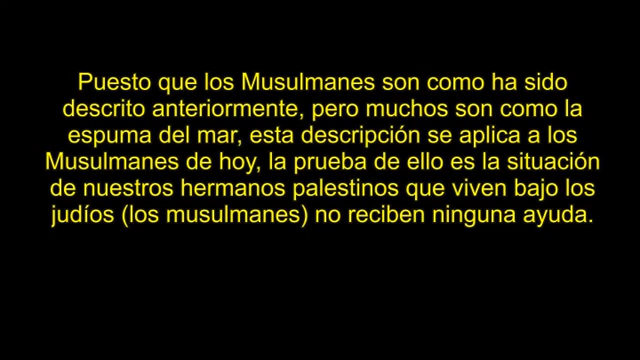 Puesto que los Musulmanes son como ha sido
descrito anteriormente, pero muchos son como la
espuma del mar, esta descripción se aplica a los
Musulmanes de hoy, la prueba de ello es la situación
de nuestros hermanos palestinos que viven bajo los
judíos (los musulmanes) no reciben ninguna ayuda.